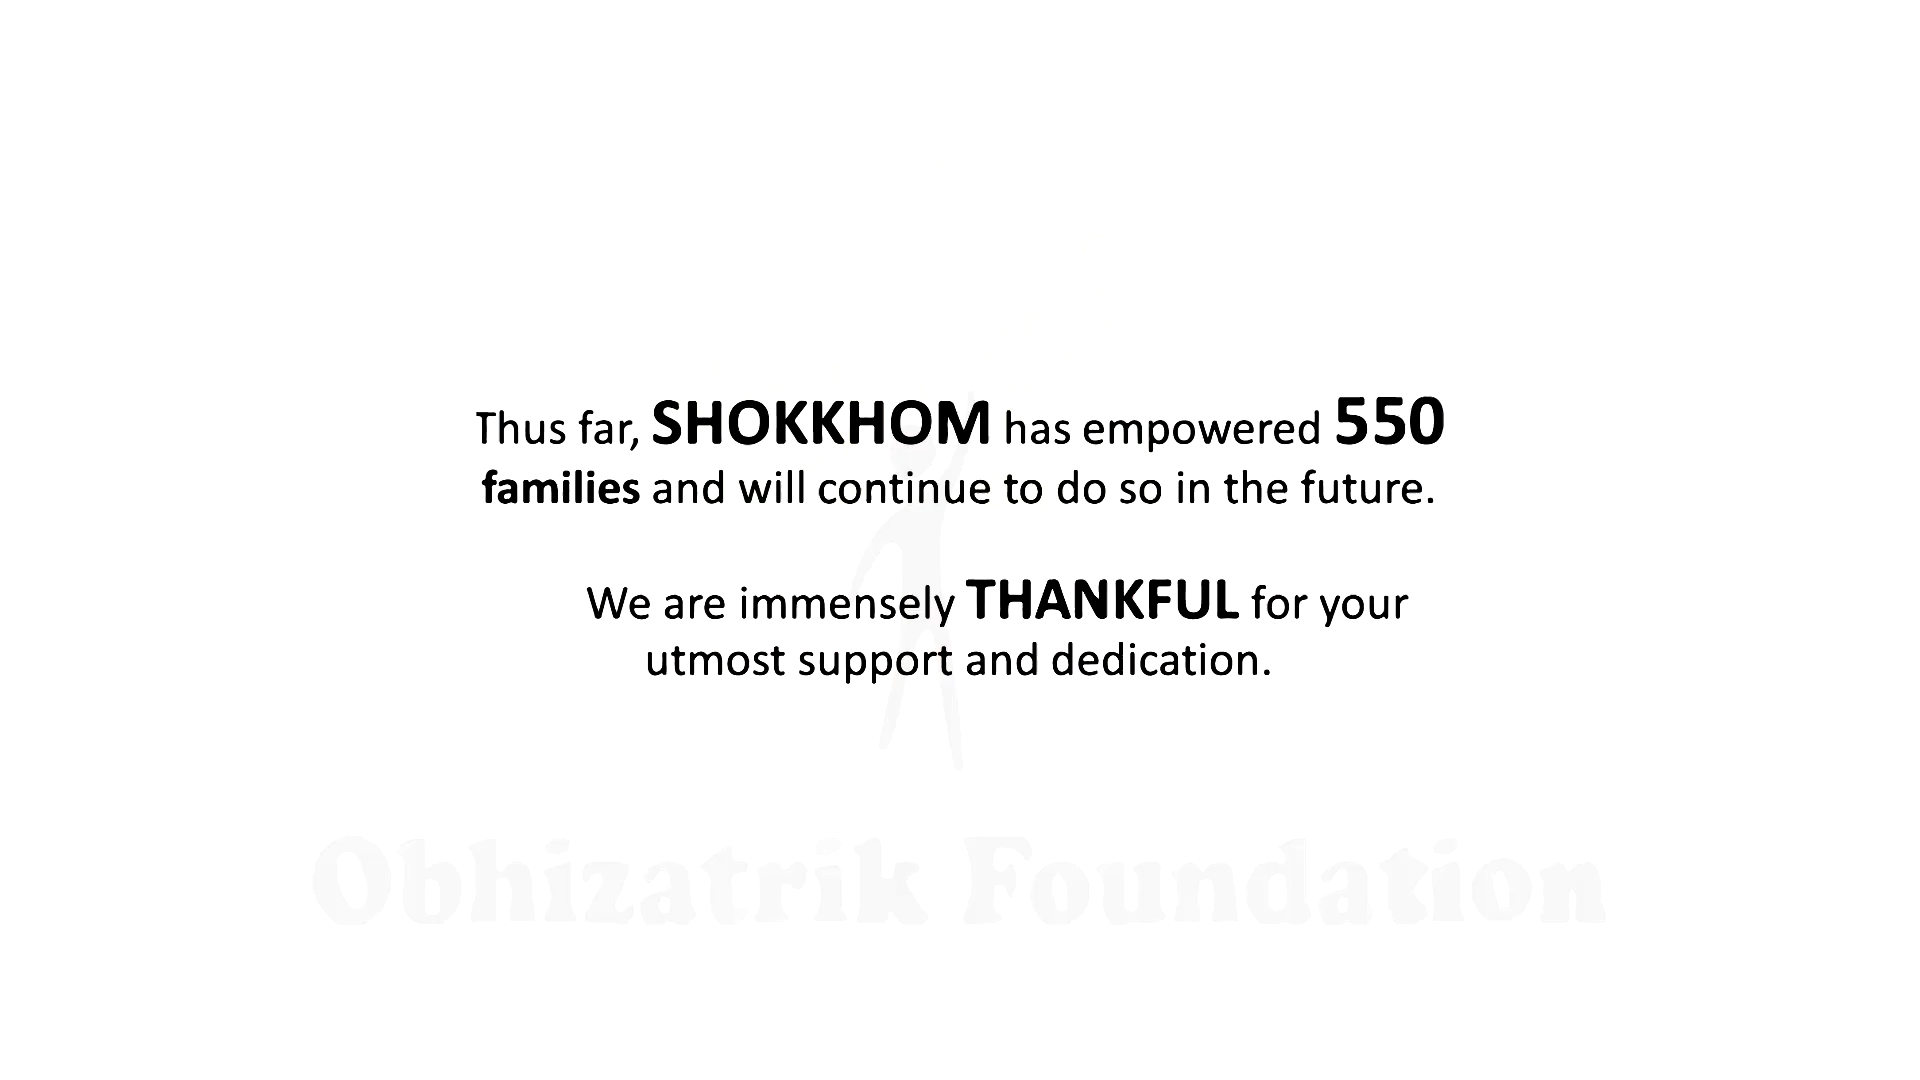 Thus far, SHOKKHOM has empowered 550
families and will continue to do so in the future.
We are immensely THANKFUL for your
utmost support and dedication.
Obhizatrik Foundation